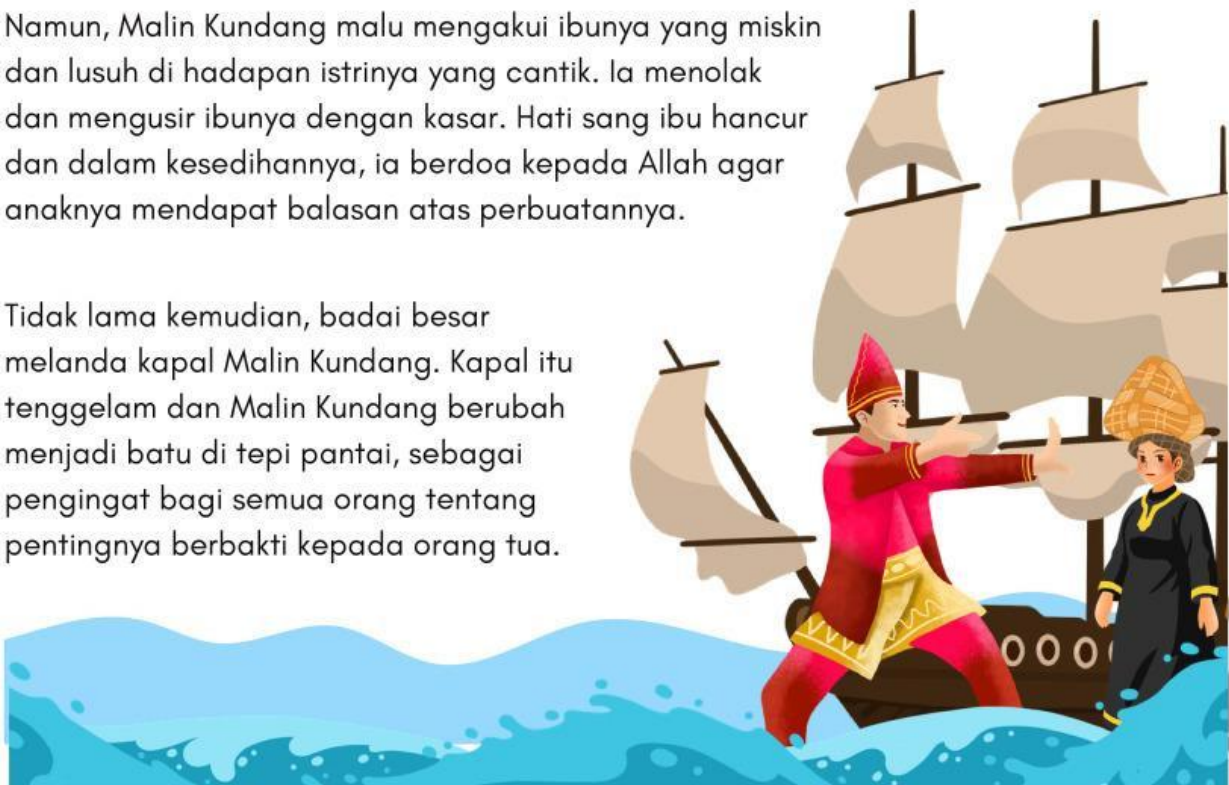 Namun, Malin Kundang malu mengakui ibunya yang miskin
dan lusuh di hadapan istrinya yang cantik. Ia menolak
dan mengusir ibunya dengan kasar. Hati sang ibu hancur
dan dalam kesedihannya, ia berdoa kepada Allah agar
anaknya mendapat balasan atas perbuatannya.
Tidak lama kemudian, badai besar
melanda kapal Malin Kundang. Kapal itu
tenggelam dan Malin Kundang berubah
menjadi batu di tepi pantai, sebagai
pengingat bagi semua orang tentang
pentingnya berbakti kepada orang tua.